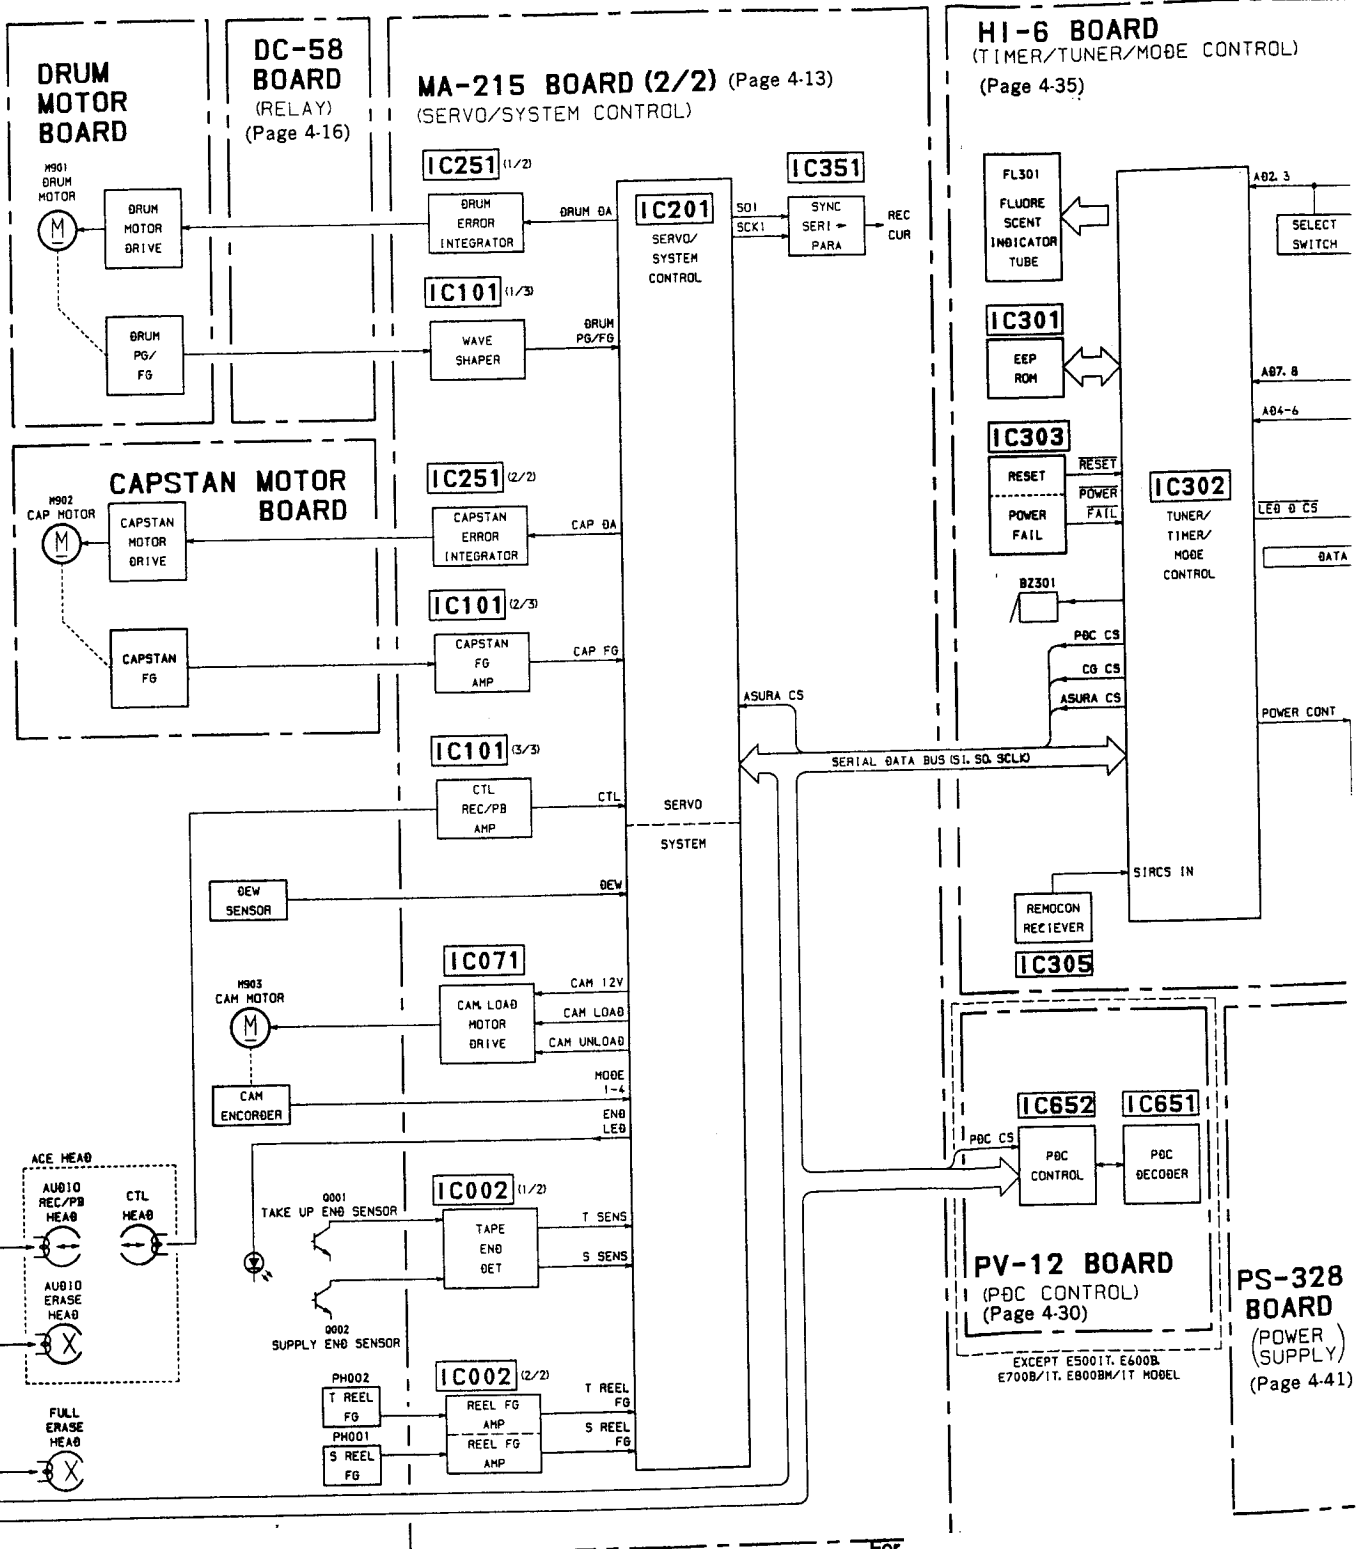 DRUM
MOTOR
BOARD
M901
DRUM
MOTOR
M
DRUM
MOTOR
DRIVE
DRUM
PG/
FG
DC-58
BOARD
(RELAY)
(Page 4-16)
CAPSTAN MOTOR
BOARD
M902
CAP MOTOR
M
CAPSTAN
MOTOR
DRIVE
CAPSTAN
FG
MA-215 BOARD (2/2) (Page 4-13)
(SERVO/SYSTEM CONTROL)
IC251 (1/2)
DRUM
ERROR
INTEGRATOR
DRUM DA
IC101 (1/3)
WAVE
SHAPER
DRUM
PG/FG
IC251 (2/2)
CAPSTAN
ERROR
INTEGRATOR
CAP DA
IC101 (2/3)
CAPSTAN
FG
AMP
CAP FG
IC101 (3/3)
CTL
REC/PB
AMP
CTL
DEW
SENSOR
DEW
IC071
M903
CAM MOTOR
M
CAM LOAD
MOTOR
DRIVE
CAM 12V
CAM LOAD
CAM UNLOAD
CAM
ENCORDER
MODE
1-4
END
LED
IC002 (1/2)
Q001
TAKE UP END SENSOR
TAPE
END
DET
T SENS
S SENS
Q002
SUPPLY END SENSOR
IC002 (2/2)
PH002
T REEL
FG
PH001
S REEL
FG
REEL FG
AMP
REEL FG
AMP
T REEL
FG
S REEL
FG
ACE HEAD
AUDIO
REC/PB
HEAD
CTL
HEAD
AUDIO
ERASE
HEAD
FULL
ERASE
HEAD
IC201
SERVO/
SYSTEM
CONTROL
SERVO
SYSTEM
SO1
SCK1
IC351
SYNC
SERI→
PARA
REC
CUR
ASURA CS
SERIAL DATA BUS (SI. SO. SCLK)
HI-6 BOARD
(TIMER/TUNER/MODE CONTROL)
(Page 4-35)
FL301
FLUORE
SCENT
INDICATOR
TUBE
IC301
EEP
ROM
IC303
RESET
POWER
FAIL
RESET
POWER
FAIL
BZ301
PDC CS
CG CS
ASURA CS
IC302
TUNER/
TIMER/
MODE
CONTROL
SIRCS IN
REMOCON
RECIEVER
IC305
AD2. 3
SELECT
SWITCH
AD7. 8
AD4-6
LED D CS
DATA
POWER CONT
IC652
IC651
PDC CS
PDC
CONTROL
PDC
DECODER
PV-12 BOARD
(PDC CONTROL)
(Page 4-30)
EXCEPT E500IT. E600B.
E700B/IT. E800BM/IT MODEL
PS-328
BOARD
(POWER
SUPPLY)
(Page 4-41)
For